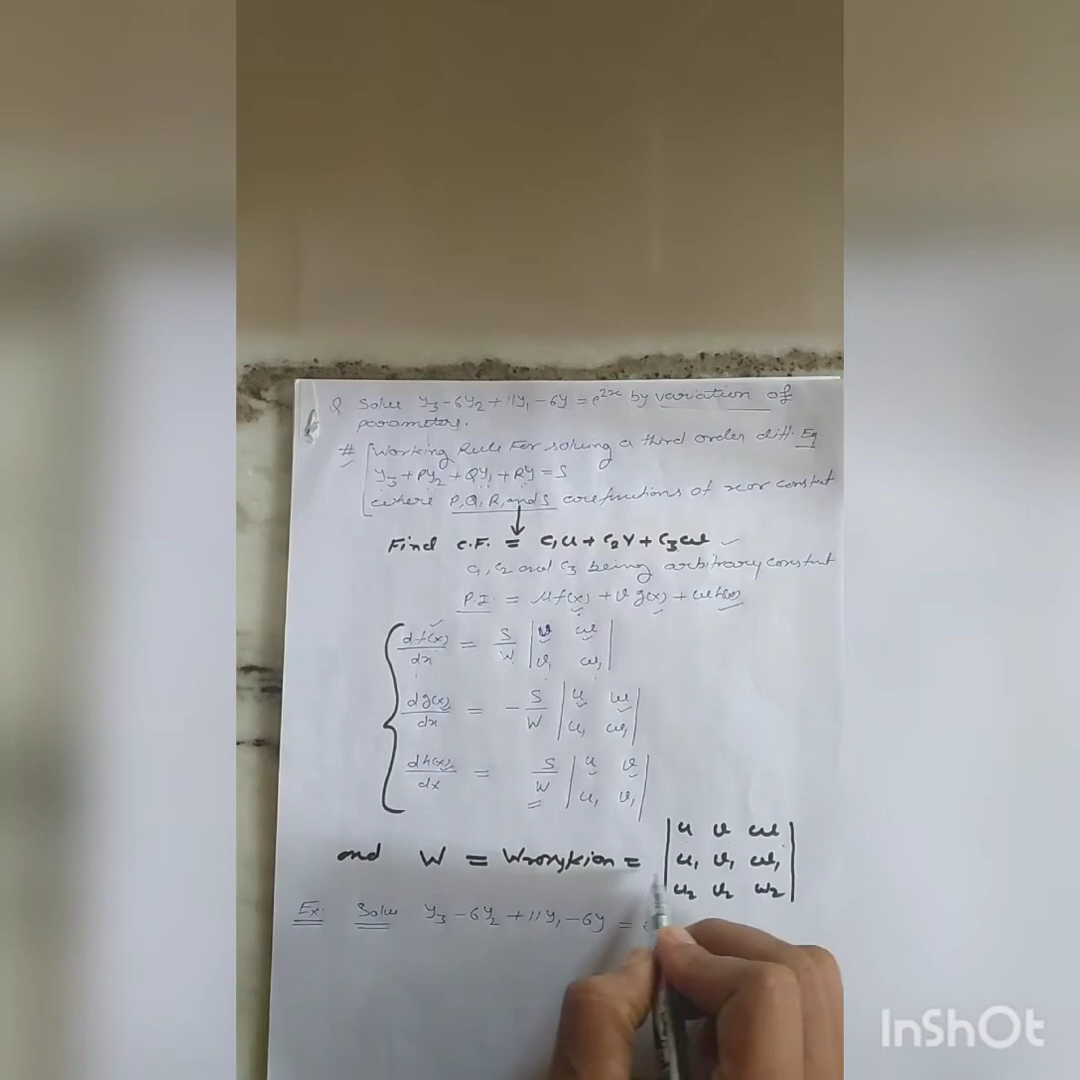 Q Solve y₃-6y₂+11y₁-6y = e²ˣ by variation of
parameters.
# Working Rule For solving a third order diff. Eq.
y₃+Py₂+Qy₁+Ry=S
where P, Q, R, and S are functions of x or constant
Find C.F. = C₁u + C₂v + C₃w
C₁, C₂ and C₃ being arbitrary constant
P.I. = uf(x) + v g(x) + w h(x)
df(x)/dx = S/W |v w|
|v₁ w₁|
dg(x)/dx = -S/W |u w|
|u₁ w₁|
dh(x)/dx = S/W |u v|
|u₁ v₁|
|u v w|
and W = Wronskian = |u₁ v₁ w₁|
|u₂ v₂ w₂|
Ex. Solve y₃-6y₂+11y₁-6y =
InShOt